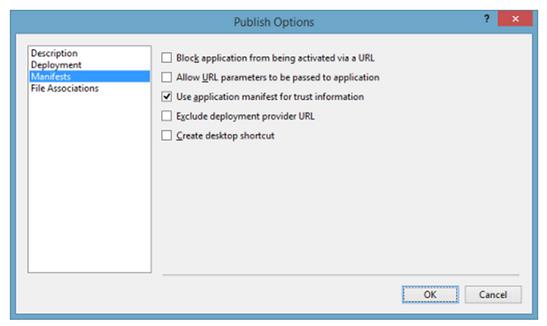 Publish Options
?
×
Description
Deployment
Manifests
File Associations
Block application from being activated via a URL
Allow URL parameters to be passed to application
Use application manifest for trust information
Exclude deployment provider URL
Create desktop shortcut
OK
Cancel